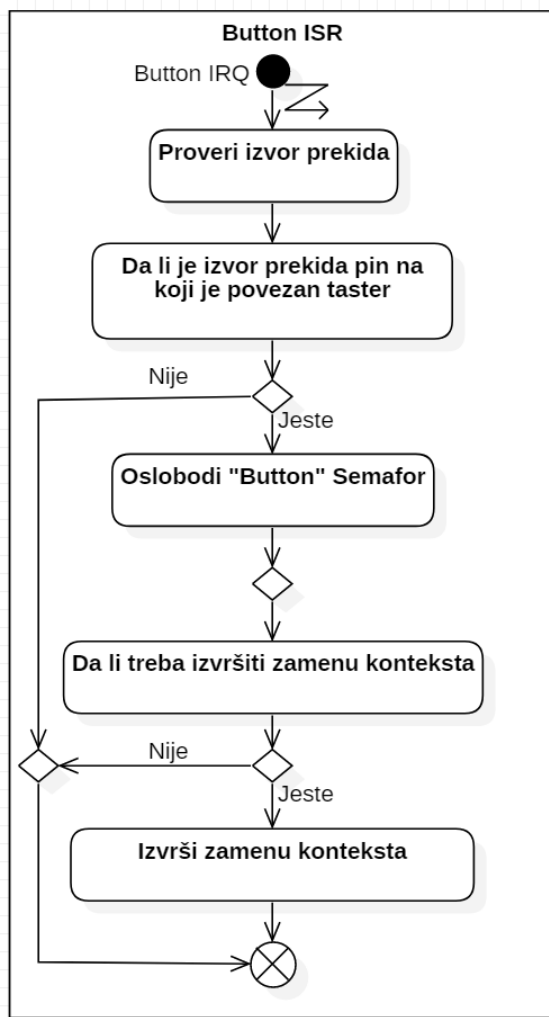 Button ISR
Button IRQ
Proveri izvor prekida
Da li je izvor prekida pin na
koji je povezan taster
Nije
Jeste
Oslobodi "Button" Semafor
Da li treba izvršiti zamenu konteksta
Nije
Jeste
Izvrši zamenu konteksta